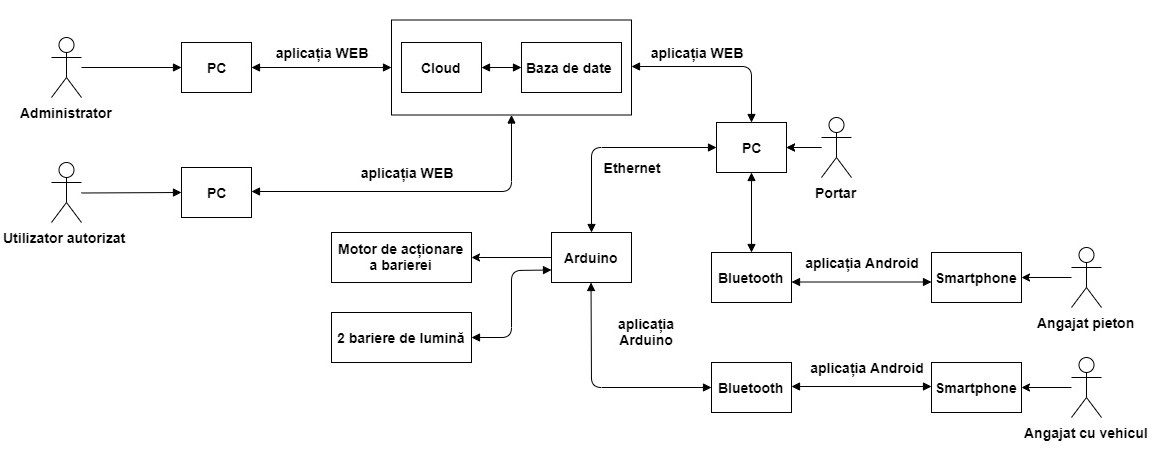 aplicația WEB
Administrator
PC
Cloud
Baza de date
aplicația WEB
Utilizator autorizat
PC
aplicația WEB
Ethernet
PC
Portar
Motor de acționare
a barierei
Arduino
2 bariere de lumină
aplicația
Arduino
Bluetooth
aplicația Android
Smartphone
Angajat pieton
Bluetooth
aplicația Android
Smartphone
Angajat cu vehicul